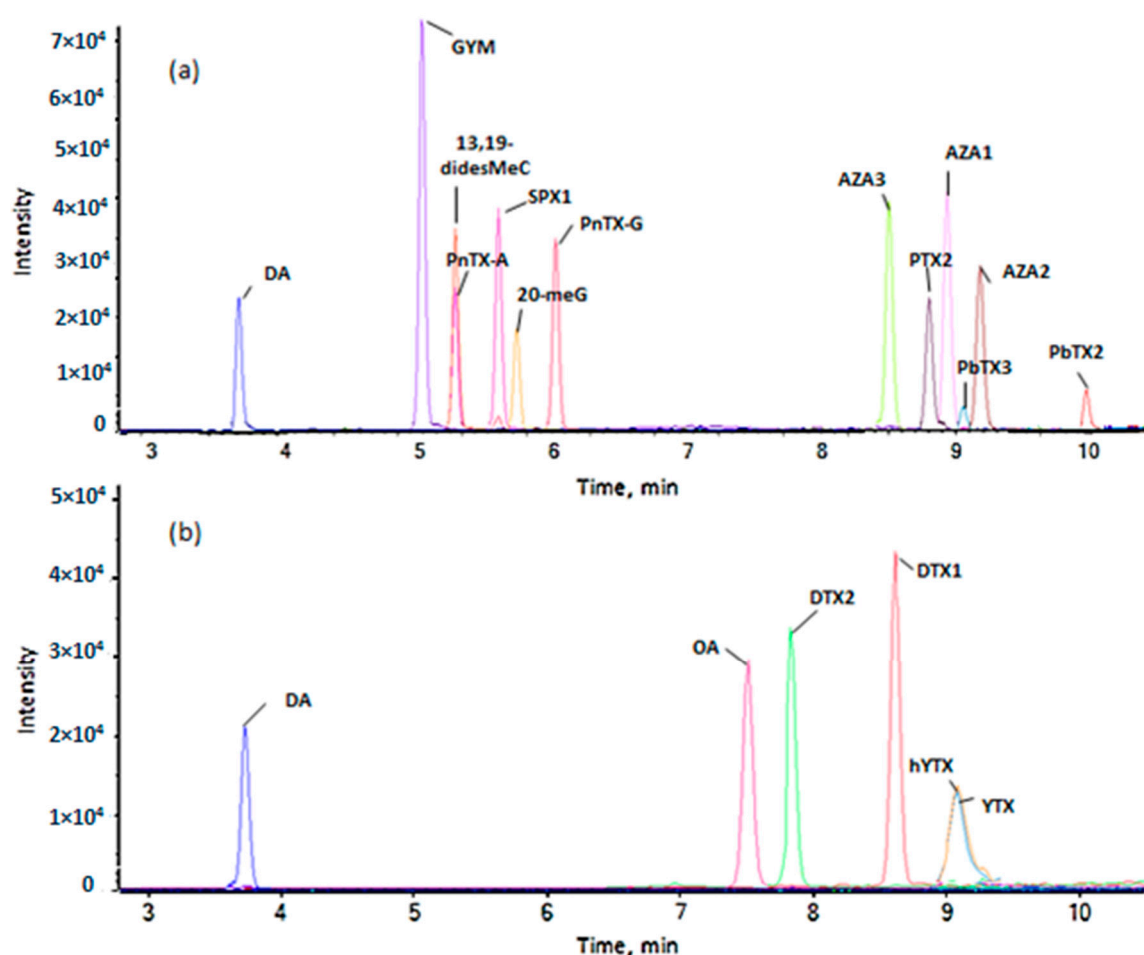 7×10⁴
GYM
(a)
6×10⁴
5×10⁴
13,19-
didesMeC
AZA1
4×10⁴
SPX1
AZA3
PnTX-G
Intensity
3×10⁴
PnTX-A
PTX2
AZA2
DA
20-meG
2×10⁴
PbTX2
1×10⁴
PbTX3
0
3 4 5 6 7 8 9 10
Time, min
5×10⁴
(b)
4×10⁴
DTX1
DTX2
3×10⁴
OA
Intensity
DA
2×10⁴
hYTX
YTX
1×10⁴
0
3 4 5 6 7 8 9 10
Time, min